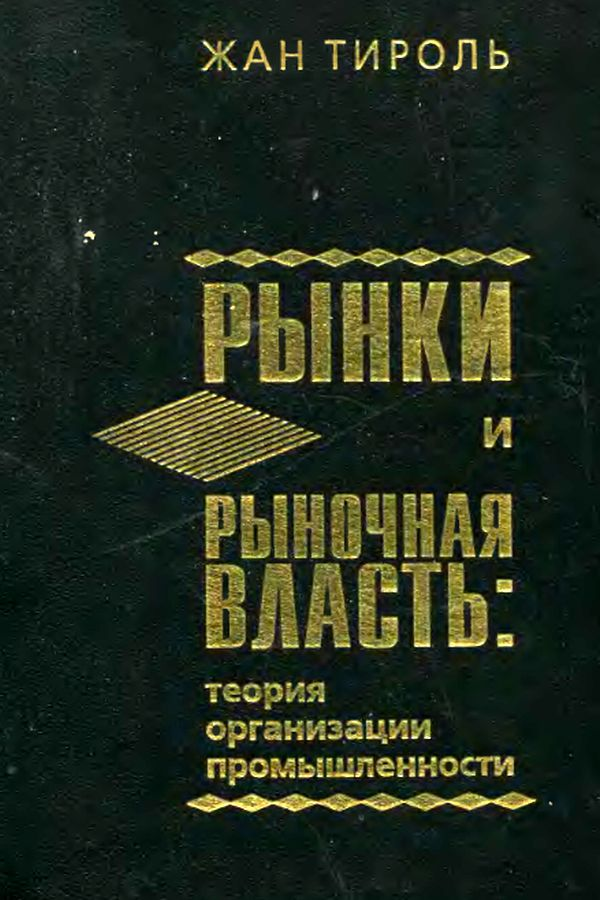 ЖАН ТИРОЛЬ
РЫНКИ
и
РЫНОЧНАЯ
ВЛАСТЬ:
теория
организации
промышленности